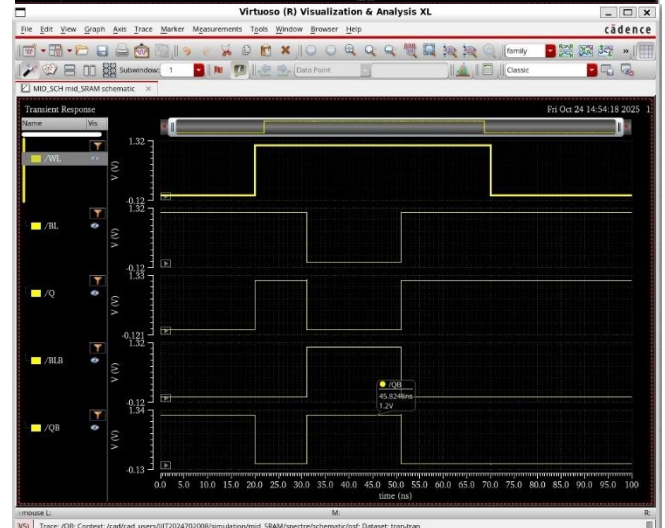 Virtuoso (R) Visualization & Analysis XL
File Edit View Graph Axis Trace Marker Measurements Tools Window Browser Help cādence
family
Subwindow: 1 Data Point Classic
MID_SCH mid_SRAM schematic
Transient Response Fri Oct 24 14:54:18 2025 1
Name Vis
/WL
V (V)
1.32
-0.12
/BL
V (V)
1.32
-0.12
/Q
V (V)
1.33
-0.121
/BLB
V (V)
1.32
-0.12
/QB
45.8248ns
1.2V
/QB
V (V)
1.34
-0.13
0.0 5.0 10.0 15.0 20.0 25.0 30.0 35.0 40.0 45.0 50.0 55.0 60.0 65.0 70.0 75.0 80.0 85.0 90.0 95.0 100
time (ns)
mouse L: M: R:
Trace: /QB; Context: /cad/cad_users/IIT2024702008/simulation/mid_SRAM/spectre/schematic/psf; Dataset: tran-tran